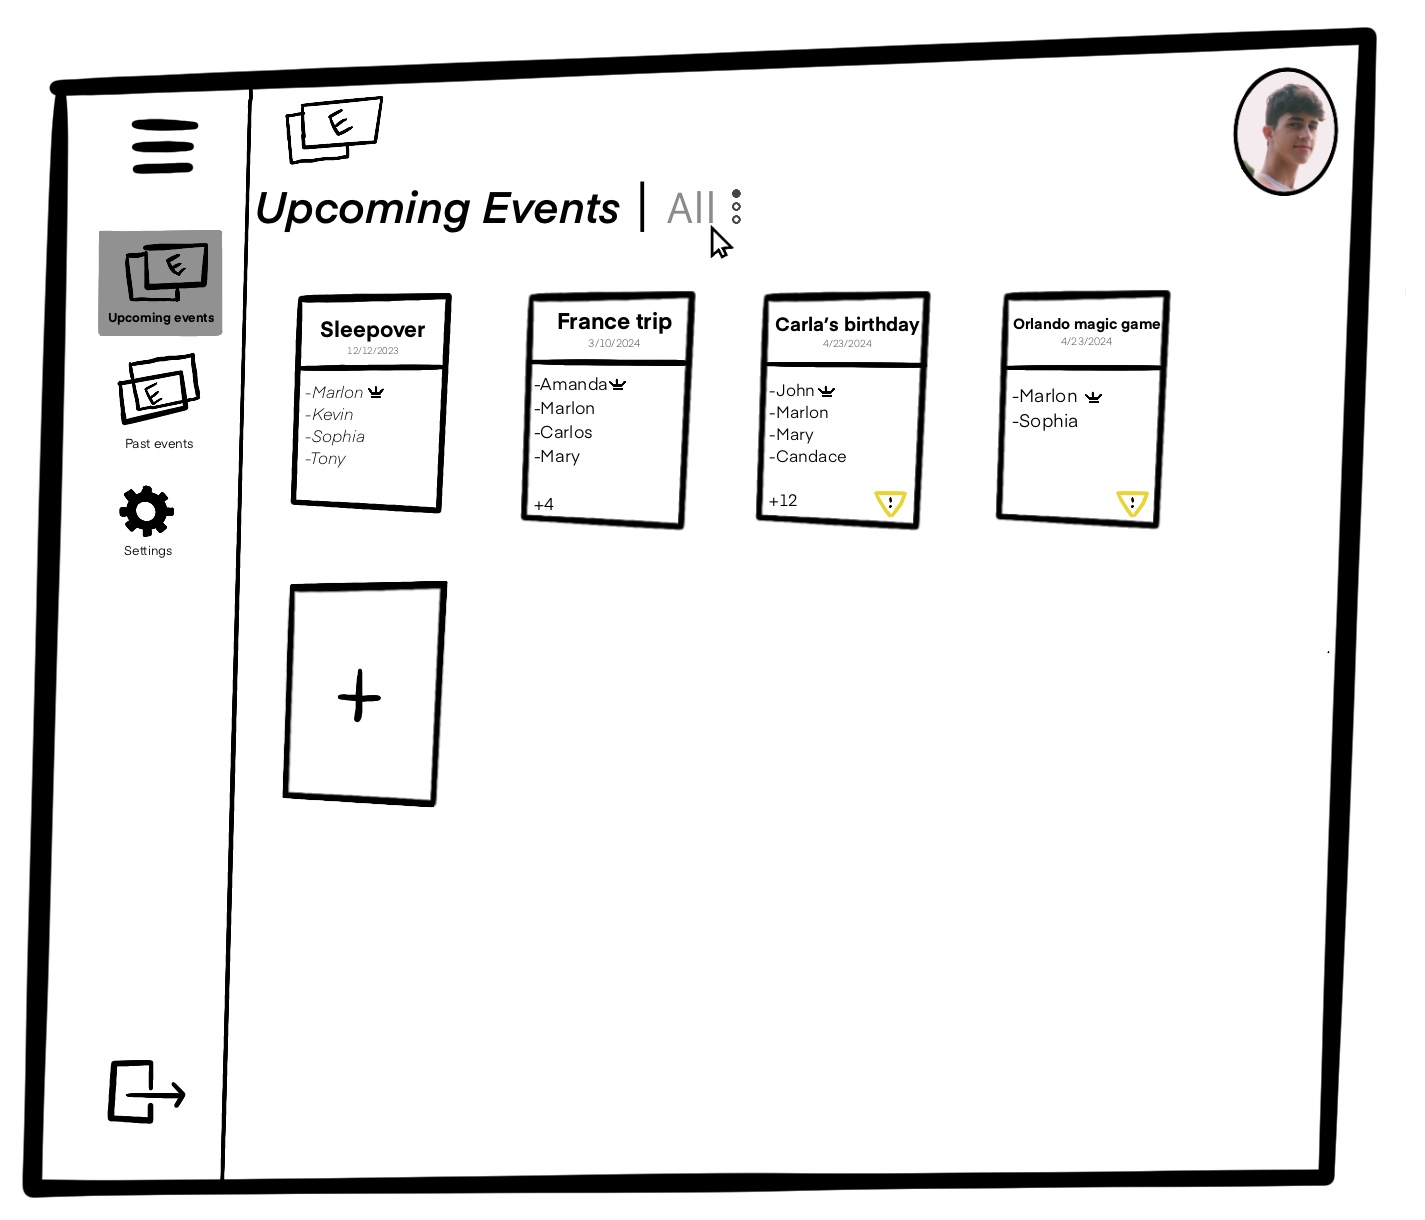 E
Upcoming Events | All
E
Upcoming events
E
Past events
Settings
Sleepover
12/12/2023
-Marlon
-Kevin
-Sophia
-Tony
France trip
3/10/2024
-Amanda
-Marlon
-Carlos
-Mary
+4
Carla's birthday
4/23/2024
-John
-Marlon
-Mary
-Candace
+12
!
Orlando magic game
4/23/2024
-Marlon
-Sophia
!
+